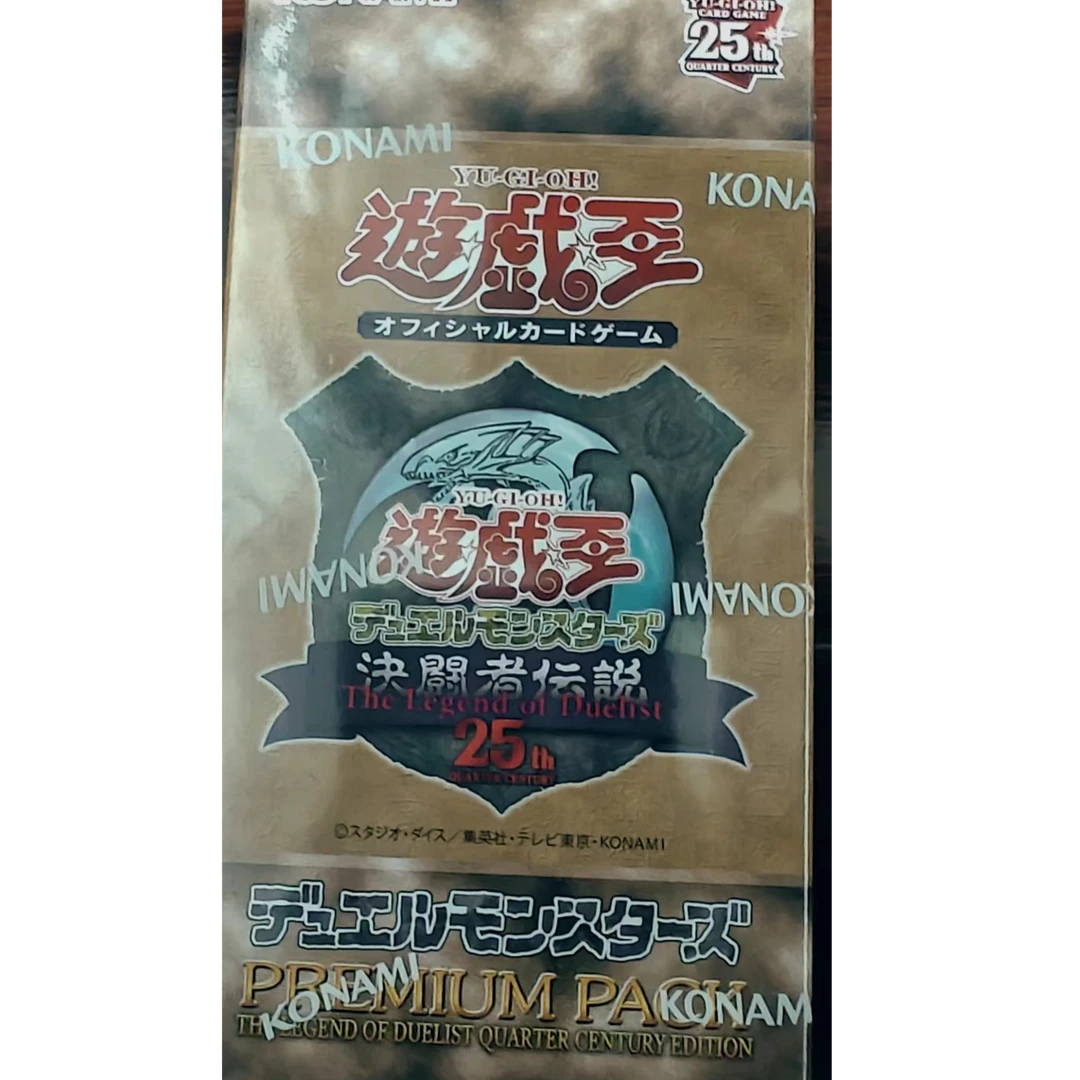 KONAMI
YU-GI-OH!
CARD GAME
25th
QUARTER CENTURY
KONAMI
KONA
YU-GI-OH!
遊☆戯☆王
オフィシャルカードゲーム
YU-GI-OH!
遊☆戯☆王
KONAMI
KONAMI
デュエルモンスターズ
決闘者伝説
The Legend of Duelist
25th
QUARTER CENTURY
©スタジオ・ダイス/集英社・テレビ東京・KONAMI
デュエルモンスターズ
PREMIUM PACK
KONAMI
KONAM
THE LEGEND OF DUELIST QUARTER CENTURY EDITION